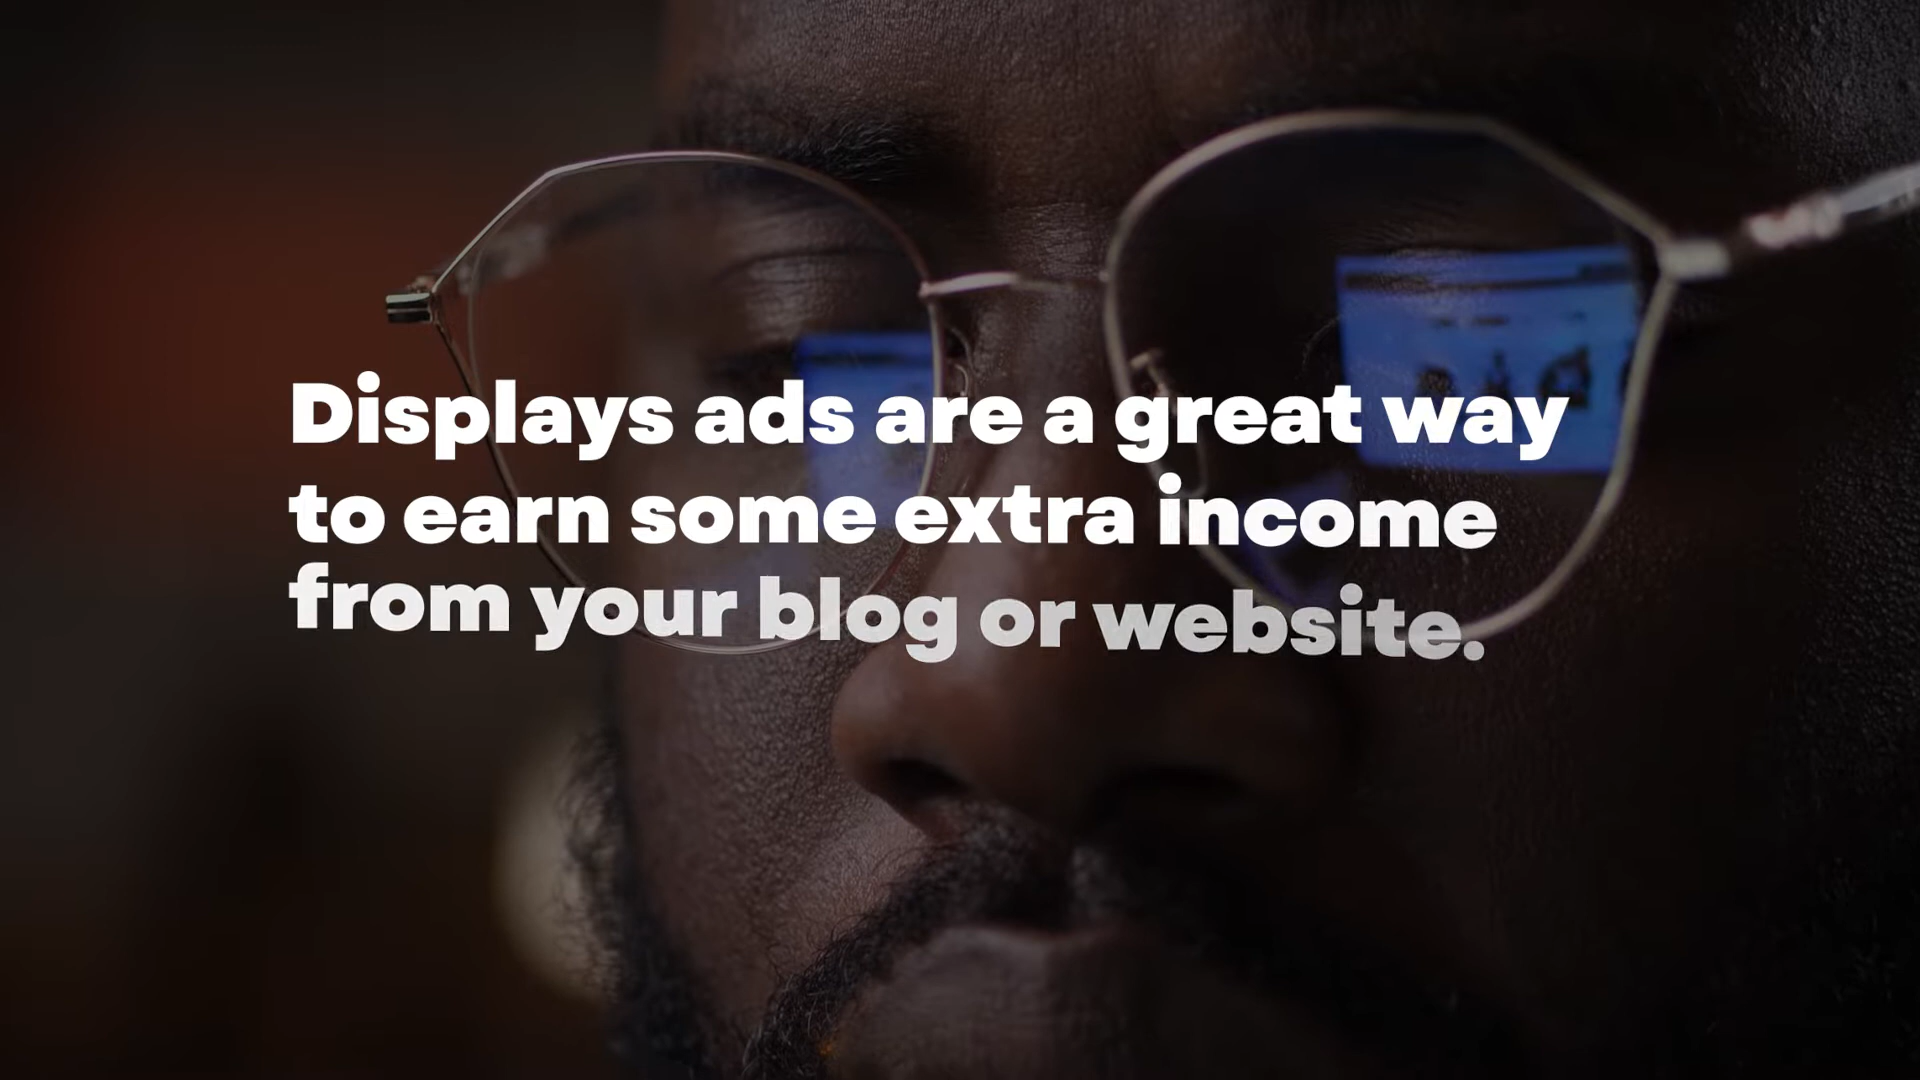 Displays ads are a great way
to earn some extra income
from your blog or website.